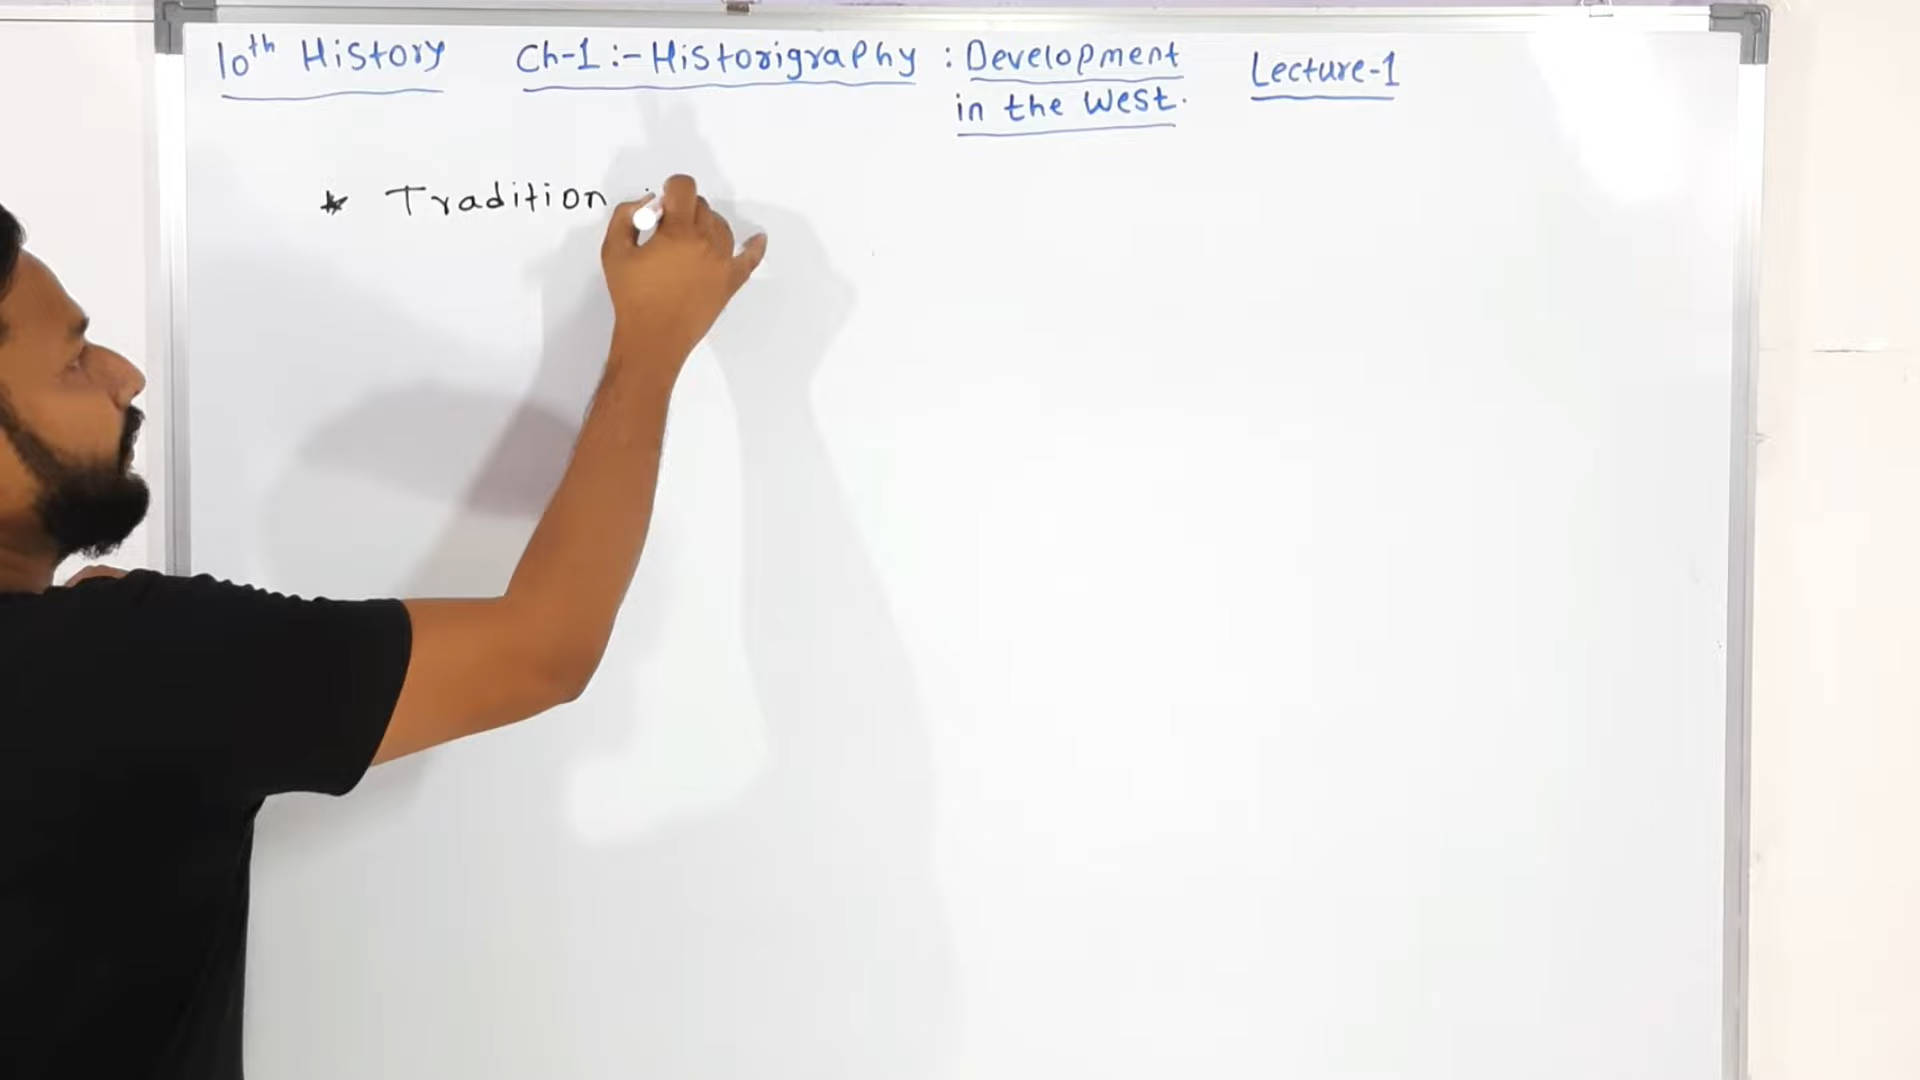 10th History Ch-1:- Historigraphy : Development in the West. Lecture-1
* Tradition